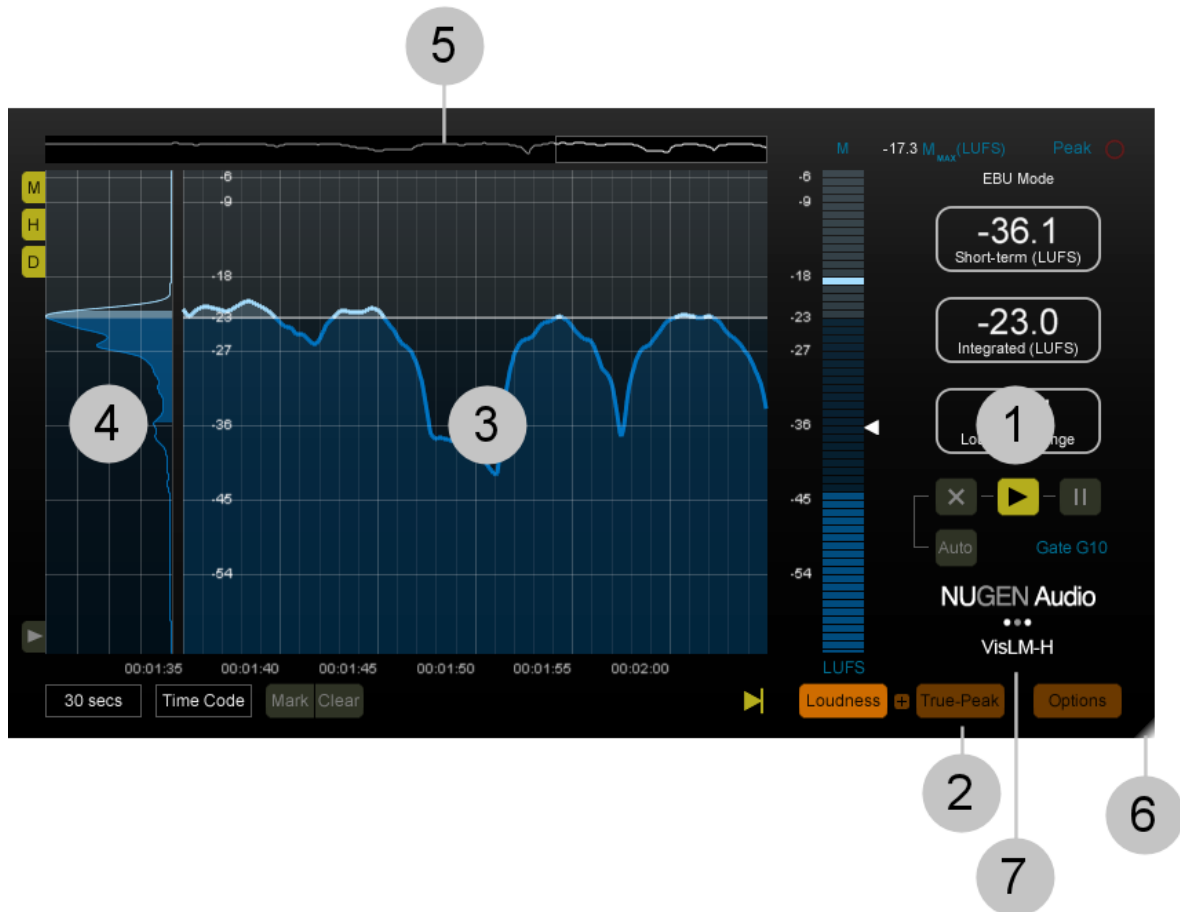 5
M -17.3 M MAX (LUFS) Peak
EBU Mode
M
H
D
-6 -6
-9 -9
-18 -18
-23 -23
-27 -27
-36 -36
-45 -45
-54 -54
4
3
-36.1
Short-term (LUFS)
-23.0
Integrated (LUFS)
1
Auto Gate G10
NUGEN Audio
VisLM-H
00:01:35 00:01:40 00:01:45 00:01:50 00:01:55 00:02:00
LUFS
30 secs Time Code Mark Clear Loudness + True-Peak Options
2
6
7